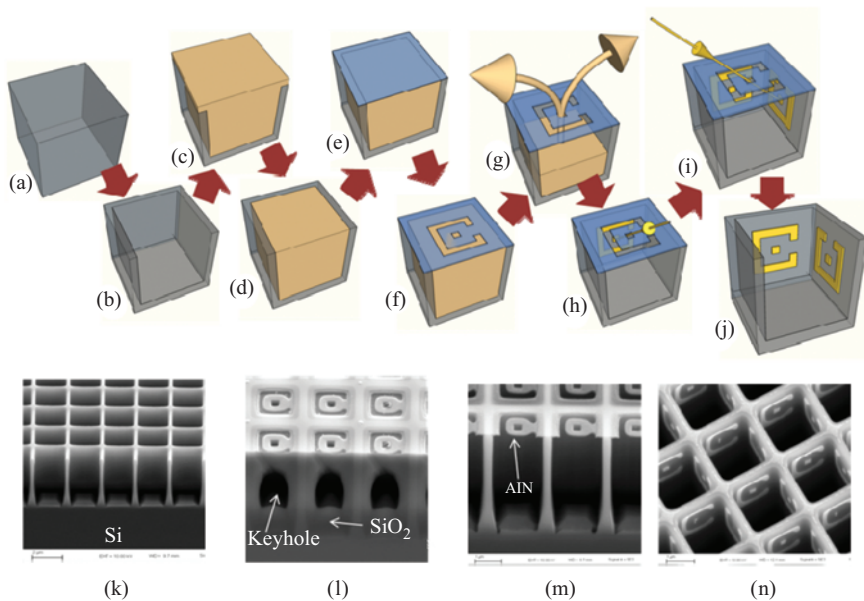 (a)
(b)
(c)
(d)
(e)
(f)
(g)
(h)
(i)
(j)
Si
Keyhole
SiO₂
AlN
(k)
(l)
(m)
(n)